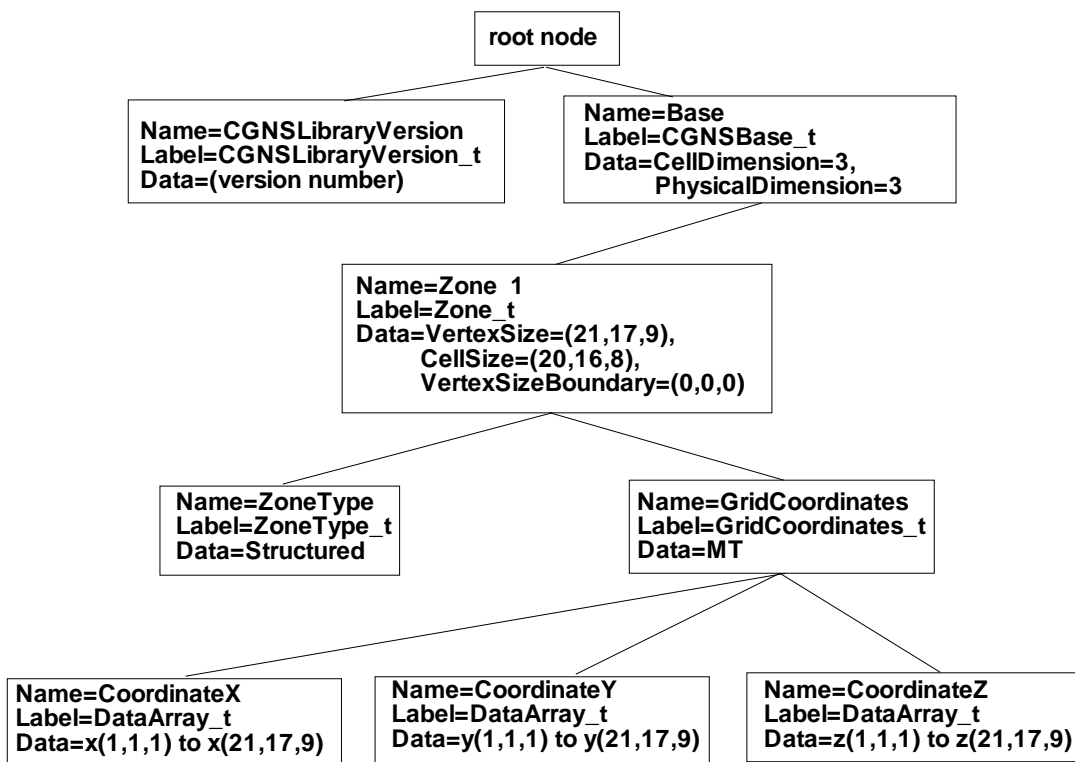 root node
Name=CGNSLibraryVersion
Label=CGNSLibraryVersion_t
Data=(version number)
Name=Base
Label=CGNSBase_t
Data=CellDimension=3,
PhysicalDimension=3
Name=Zone 1
Label=Zone_t
Data=VertexSize=(21,17,9),
CellSize=(20,16,8),
VertexSizeBoundary=(0,0,0)
Name=ZoneType
Label=ZoneType_t
Data=Structured
Name=GridCoordinates
Label=GridCoordinates_t
Data=MT
Name=CoordinateX
Label=DataArray_t
Data=x(1,1,1) to x(21,17,9)
Name=CoordinateY
Label=DataArray_t
Data=y(1,1,1) to y(21,17,9)
Name=CoordinateZ
Label=DataArray_t
Data=z(1,1,1) to z(21,17,9)